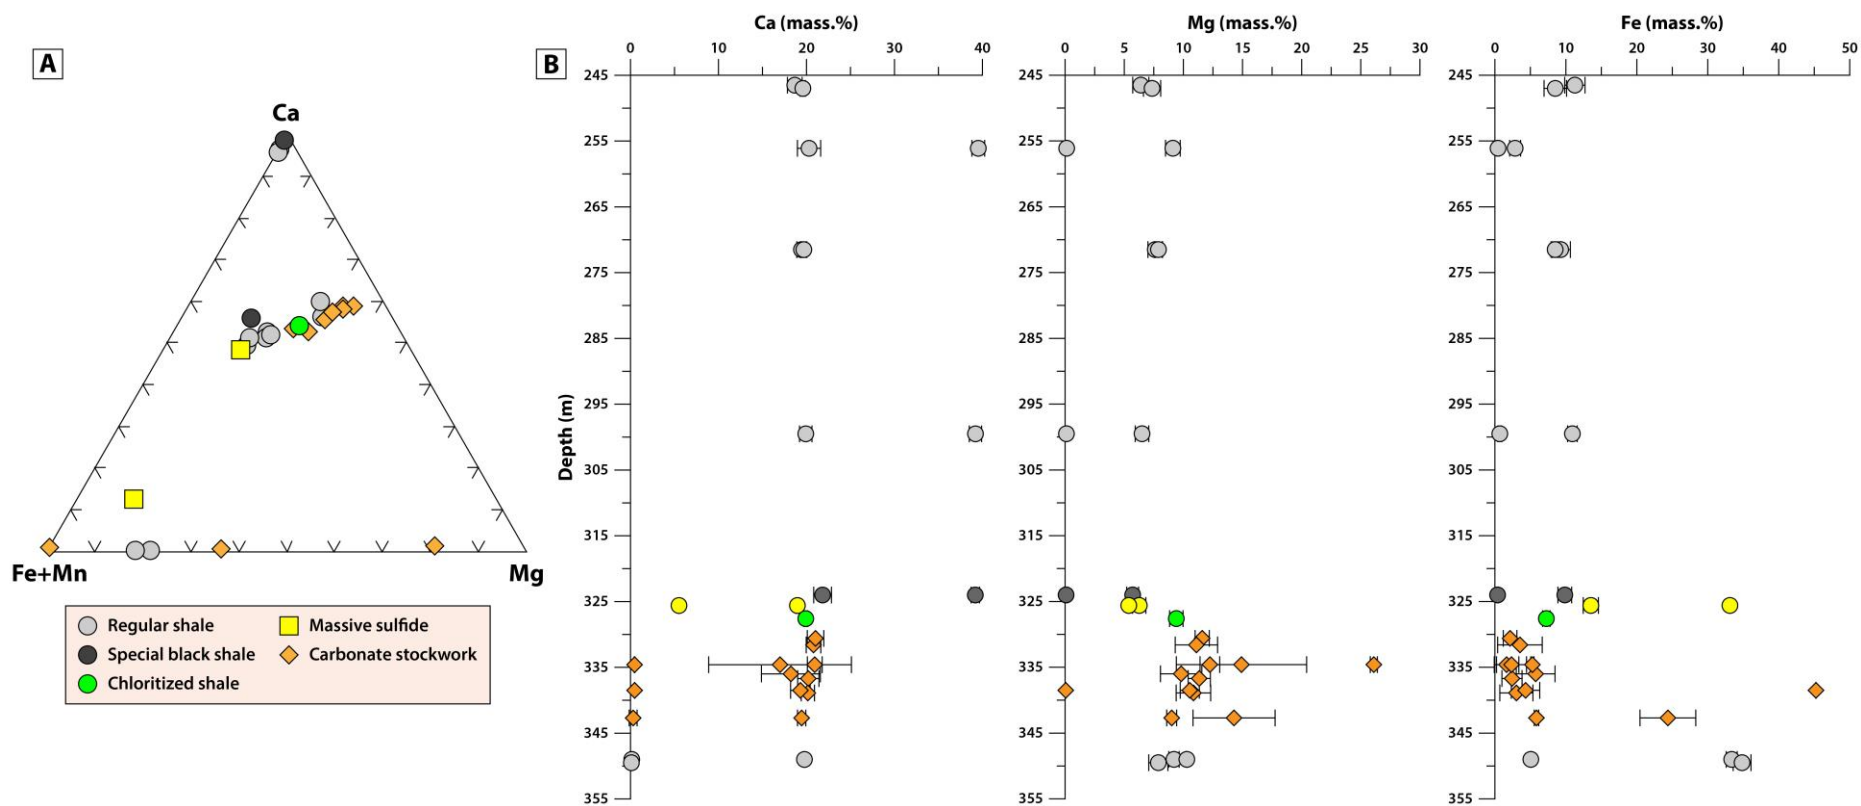 A
Ca
Fe+Mn
Mg
Regular shale
Massive sulfide
Special black shale
Carbonate stockwork
Chloritized shale
B
Ca (mass.%)
0 10 20 30 40
Depth (m)
245
255
265
275
285
295
305
315
325
335
345
355
Mg (mass.%)
0 5 10 15 20 25 30
245
255
265
275
285
295
305
315
325
335
345
355
Fe (mass.%)
0 10 20 30 40 50
245
255
265
275
285
295
305
315
325
335
345
355